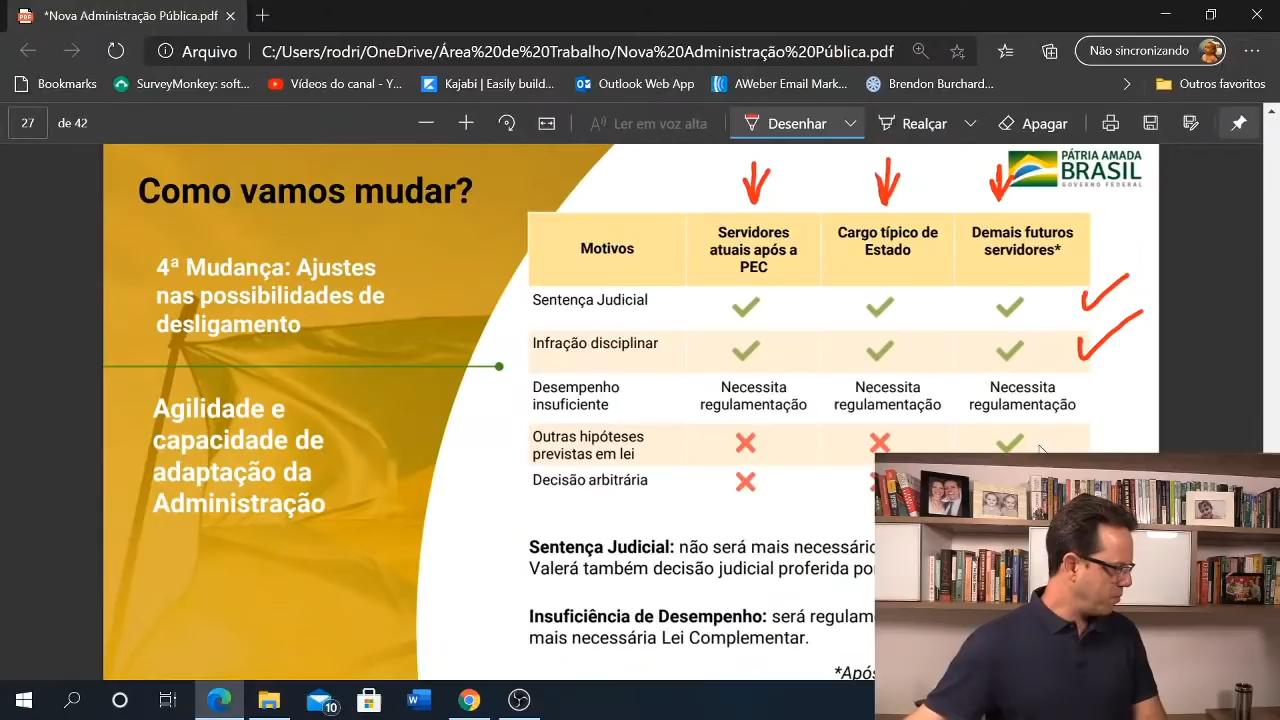 *Nova Administração Pública.pdf
Arquivo
C:/Users/rodri/OneDrive/Área%20de%20Trabalho/Nova%20Administração%20Pública.pdf
Não sincronizando
Bookmarks
SurveyMonkey: soft...
Vídeos do canal - Y...
Kajabi | Easily build...
Outlook Web App
AWeber Email Mark...
Brendon Burchard...
Outros favoritos
27
de 42
Ler em voz alta
Desenhar
Realçar
Apagar
Como vamos mudar?
PÁTRIA AMADA
BRASIL
GOVERNO FEDERAL
4ª Mudança: Ajustes
nas possibilidades de
desligamento
Agilidade e
capacidade de
adaptação da
Administração
Motivos
Servidores
atuais após a
PEC
Cargo típico de
Estado
Demais futuros
servidores*
Sentença Judicial
Infração disciplinar
Desempenho
insuficiente
Necessita
regulamentação
Necessita
regulamentação
Necessita
regulamentação
Outras hipóteses
previstas em lei
Decisão arbitrária
Sentença Judicial: não será mais necessário
Valerá também decisão judicial proferida po
Insuficiência de Desempenho: será regulam
mais necessária Lei Complementar.
*Após
10